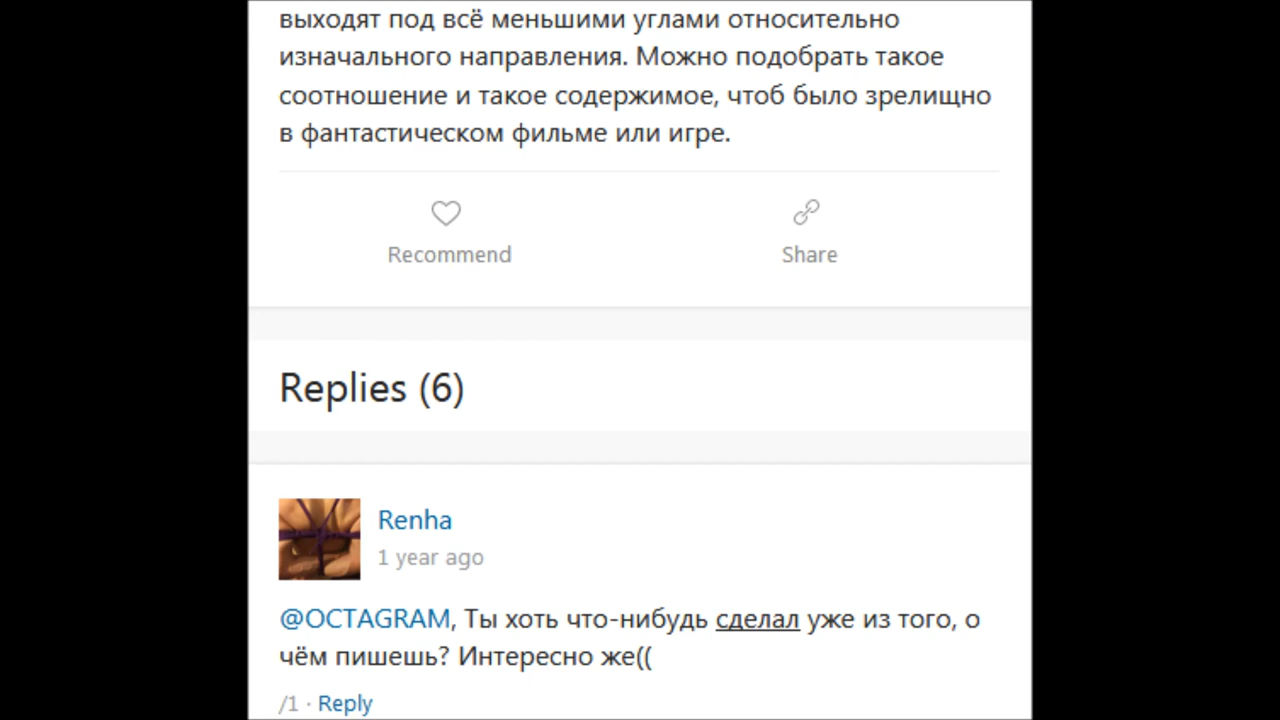 выходят под всё меньшими углами относительно
изначального направления. Можно подобрать такое
соотношение и такое содержимое, чтоб было зрелищно
в фантастическом фильме или игре.
Recommend
Share
Replies (6)
Renha
1 year ago
@OCTAGRAM, Ты хоть что-нибудь сделал уже из того, о
чём пишешь? Интересно же((
/1 · Reply